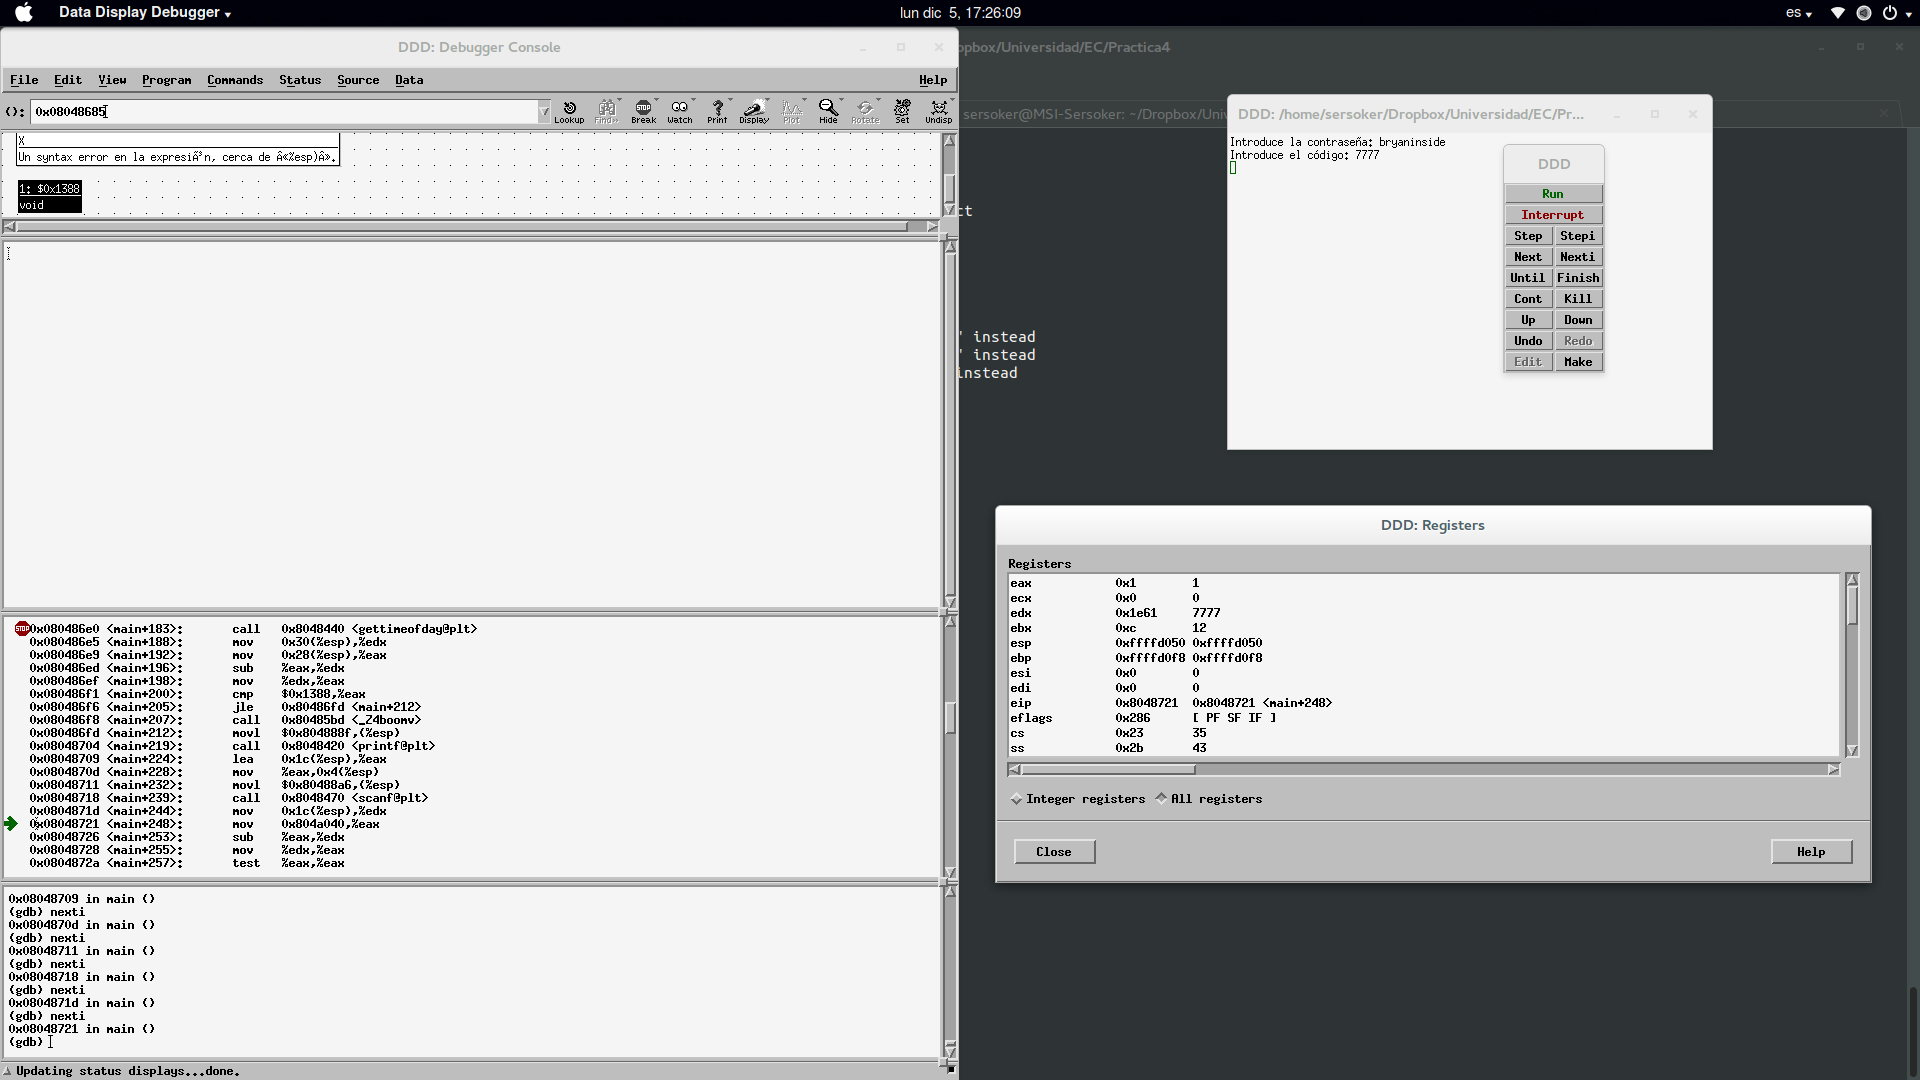 Data Display Debugger
lun dic 5, 17:26:09
es
DDD: Debugger Console
File Edit View Program Commands Status Source Data Help
(): 0x08048685
Lookup Find» Break Watch Print Display Plot Hide Rotate Set Undisp
X
Un syntax error en la expresiÃ³n, cerca de Â«%esp)Â».
1: $0x1388
void
0x080486e0 <main+183>: call 0x8048440 <gettimeofday@plt>
0x080486e5 <main+188>: mov 0x30(%esp),%edx
0x080486e9 <main+192>: mov 0x28(%esp),%eax
0x080486ed <main+196>: sub %eax,%edx
0x080486ef <main+198>: mov %edx,%eax
0x080486f1 <main+200>: cmp $0x1388,%eax
0x080486f6 <main+205>: jle 0x80486fd <main+212>
0x080486f8 <main+207>: call 0x80485bd <_Z4boomv>
0x080486fd <main+212>: movl $0x804888f,(%esp)
0x08048704 <main+219>: call 0x8048420 <printf@plt>
0x08048709 <main+224>: lea 0x1c(%esp),%eax
0x0804870d <main+228>: mov %eax,0x4(%esp)
0x08048711 <main+232>: movl $0x80488a6,(%esp)
0x08048718 <main+239>: call 0x8048470 <scanf@plt>
0x0804871d <main+244>: mov 0x1c(%esp),%edx
0x08048721 <main+248>: mov 0x804a040,%eax
0x08048726 <main+253>: sub %eax,%edx
0x08048728 <main+255>: mov %edx,%eax
0x0804872a <main+257>: test %eax,%eax
0x08048709 in main ()
(gdb) nexti
0x0804870d in main ()
(gdb) nexti
0x08048711 in main ()
(gdb) nexti
0x08048718 in main ()
(gdb) nexti
0x0804871d in main ()
(gdb) nexti
0x08048721 in main ()
(gdb)
Updating status displays...done.
opbox/Universidad/EC/Practica4
sersoker@MSI-Sersoker: ~/Dropbox/Univ
ct
' instead
' instead
instead
DDD: /home/sersoker/Dropbox/Universidad/EC/Pr...
Introduce la contraseña: bryaninside
Introduce el código: 7777
DDD
Run
Interrupt
Step Stepi
Next Nexti
Until Finish
Cont Kill
Up Down
Undo Redo
Edit Make
DDD: Registers
Registers
eax 0x1 1
ecx 0x0 0
edx 0x1e61 7777
ebx 0xc 12
esp 0xffffd050 0xffffd050
ebp 0xffffd0f8 0xffffd0f8
esi 0x0 0
edi 0x0 0
eip 0x8048721 0x8048721 <main+248>
eflags 0x286 [ PF SF IF ]
cs 0x23 35
ss 0x2b 43
Integer registers All registers
Close Help